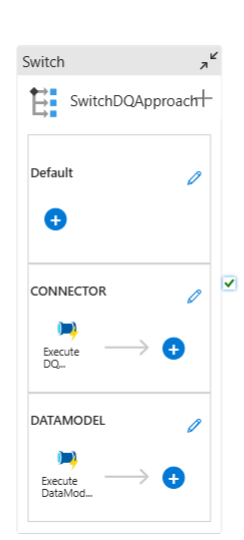 Switch
SwitchDQApproach
Default
CONNECTOR
Execute
DQ...
DATAMODEL
Execute
DataMod...